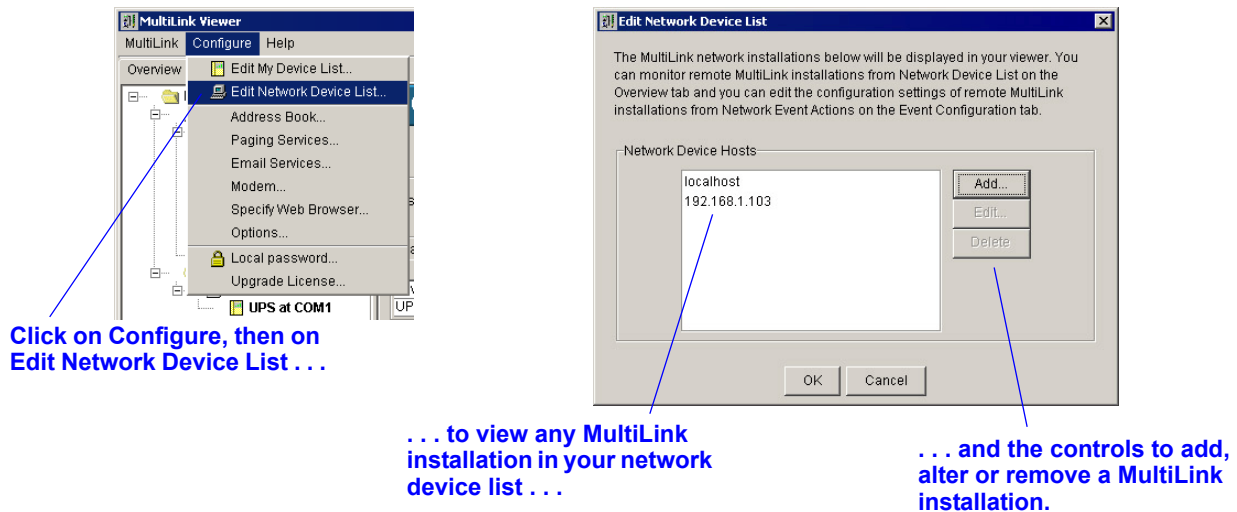 MultiLink Viewer
MultiLink Configure Help
Overview
Edit My Device List...
Edit Network Device List...
Address Book...
Paging Services...
Email Services...
Modem...
Specify Web Browser...
Options...
Local password...
Upgrade License...
UPS at COM1
UP
Click on Configure, then on
Edit Network Device List . . .
Edit Network Device List
The MultiLink network installations below will be displayed in your viewer. You
can monitor remote MultiLink installations from Network Device List on the
Overview tab and you can edit the configuration settings of remote MultiLink
installations from Network Event Actions on the Event Configuration tab.
Network Device Hosts
localhost
192.168.1.103
Add...
Edit...
Delete
OK Cancel
. . . to view any MultiLink
installation in your network
device list . . .
. . . and the controls to add,
alter or remove a MultiLink
installation.